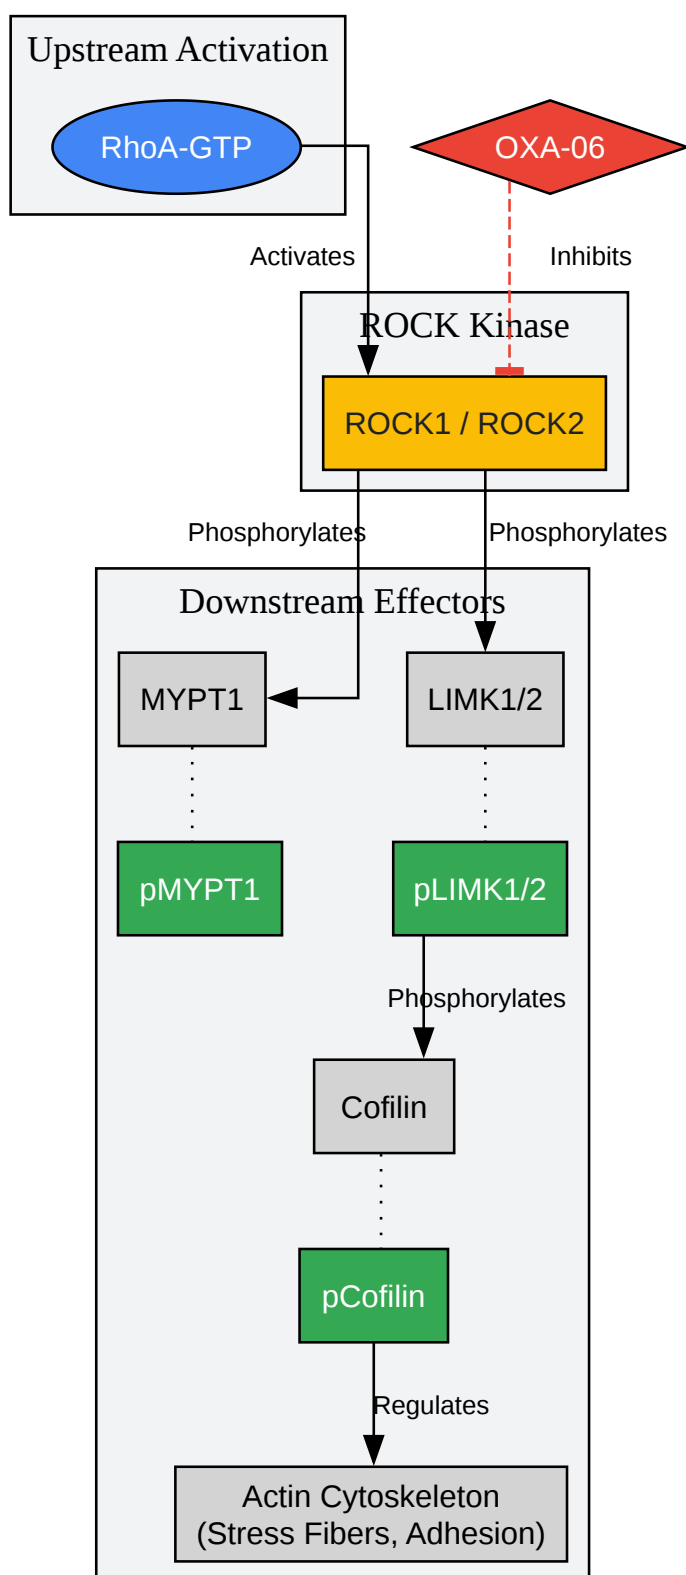 Upstream Activation
RhoA-GTP
OXA-06
Activates
Inhibits
ROCK Kinase
ROCK1 / ROCK2
Phosphorylates
Phosphorylates
Downstream Effectors
MYPT1
LIMK1/2
pMYPT1
pLIMK1/2
Phosphorylates
Cofilin
pCofilin
Regulates
Actin Cytoskeleton
(Stress Fibers, Adhesion)